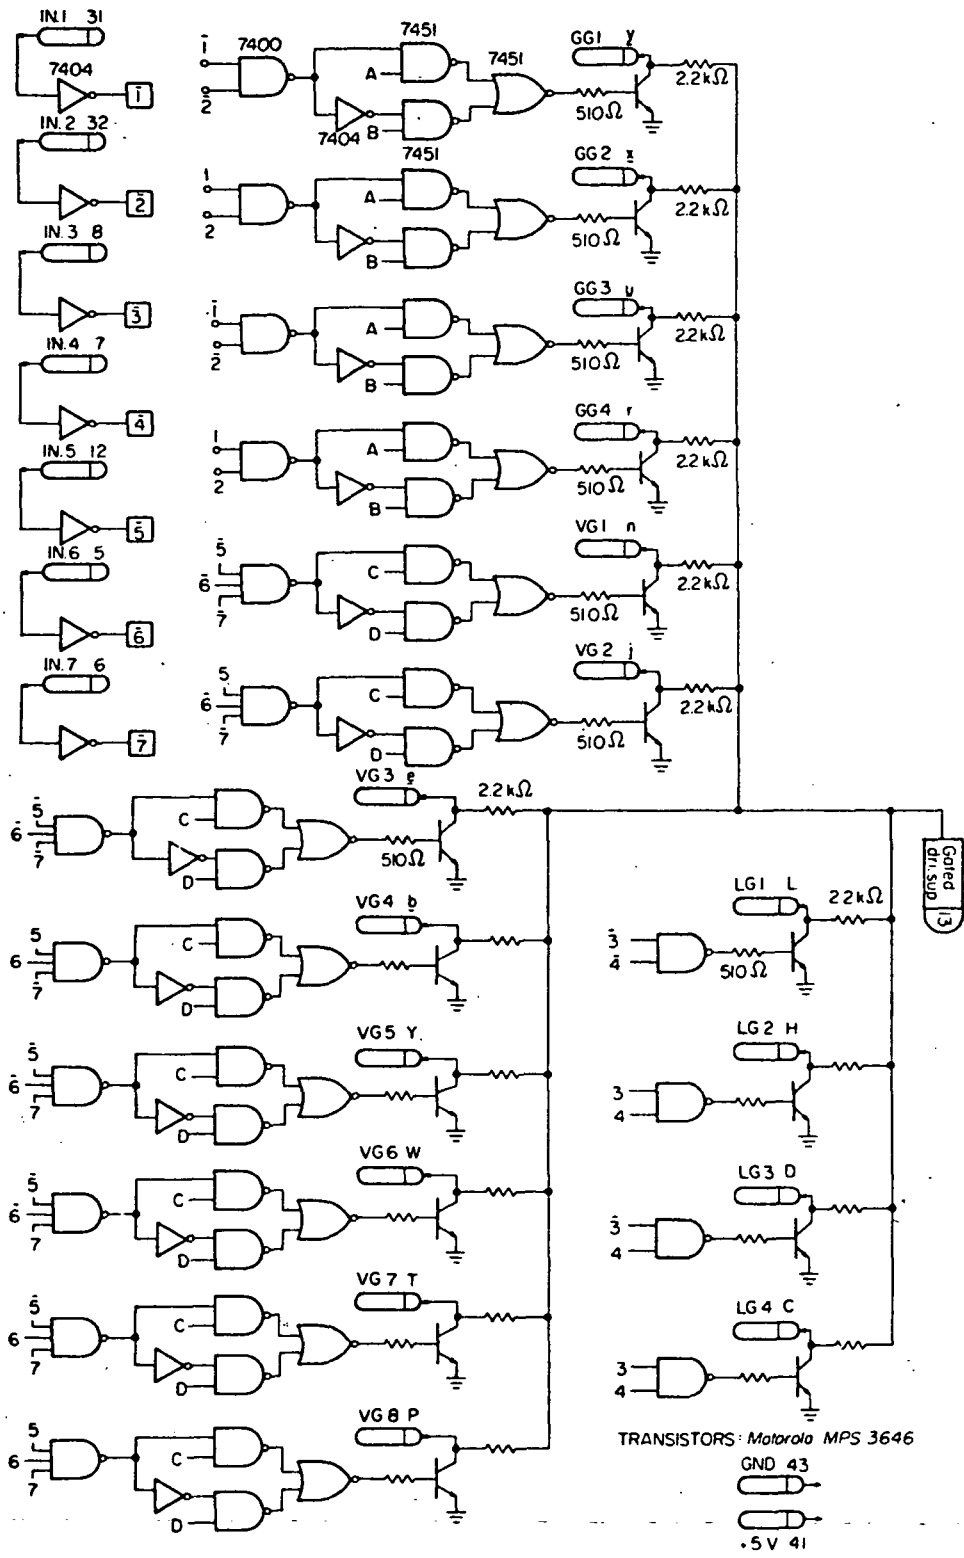 IN.1 31
7404
1̄
IN.2 32
2̄
IN.3 8
3̄
IN.4 7
4̄
IN.5 12
5̄
IN.6 5
6̄
IN.7 6
7̄
1̄
2̄
7400
7451
A
7404
B
7451
GG1 y
510Ω
2.2kΩ
1
2
7451
A
B
GG2 x
510Ω
2.2kΩ
1̄
2̄
A
B
GG3
510Ω
2.2kΩ
1
2
A
B
GG4 r
510Ω
2.2kΩ
5̄
6̄
7̄
C
D
VG1 n
510Ω
2.2kΩ
5
6̄
7̄
C
D
VG2 j
510Ω
2.2kΩ
5̄
6
7̄
C
D
VG3 e
510Ω
2.2kΩ
5
6
7̄
C
D
VG4 b
5̄
6̄
7
C
D
VG5 Y
5
6̄
7
C
D
VG6 W
5̄
6
7
C
D
VG7 T
5
6
7
C
D
VG8 P
Gated
dri. sup
13
3̄
4̄
510Ω
LG1 L
2.2kΩ
3
4
LG2 H
3̄
4
LG3 D
3
4
LG4 C
TRANSISTORS: Motorola MPS 3646
GND 43
+5V 41